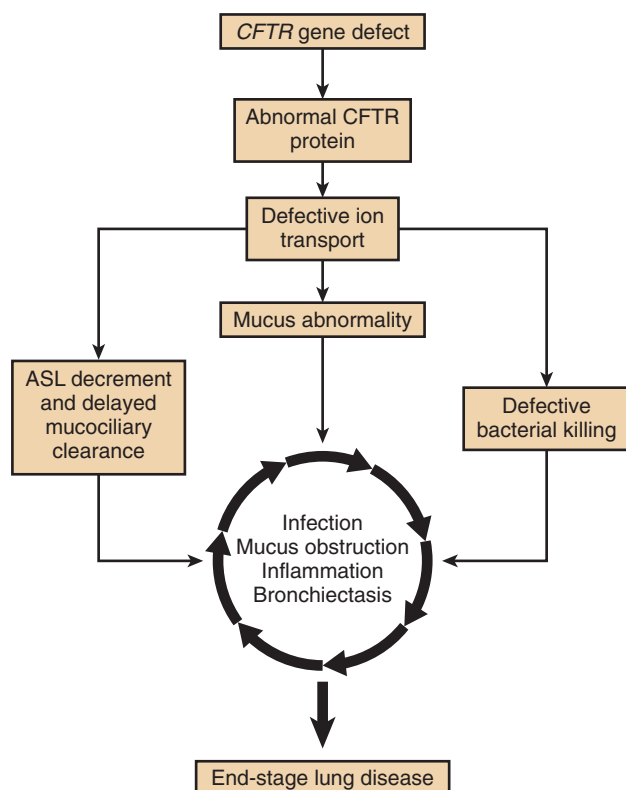 CFTR gene defect
Abnormal CFTR
protein
Defective ion
transport
Mucus abnormality
ASL decrement
and delayed
mucociliary
clearance
Defective
bacterial killing
Infection
Mucus obstruction
Inflammation
Bronchiectasis
End-stage lung disease